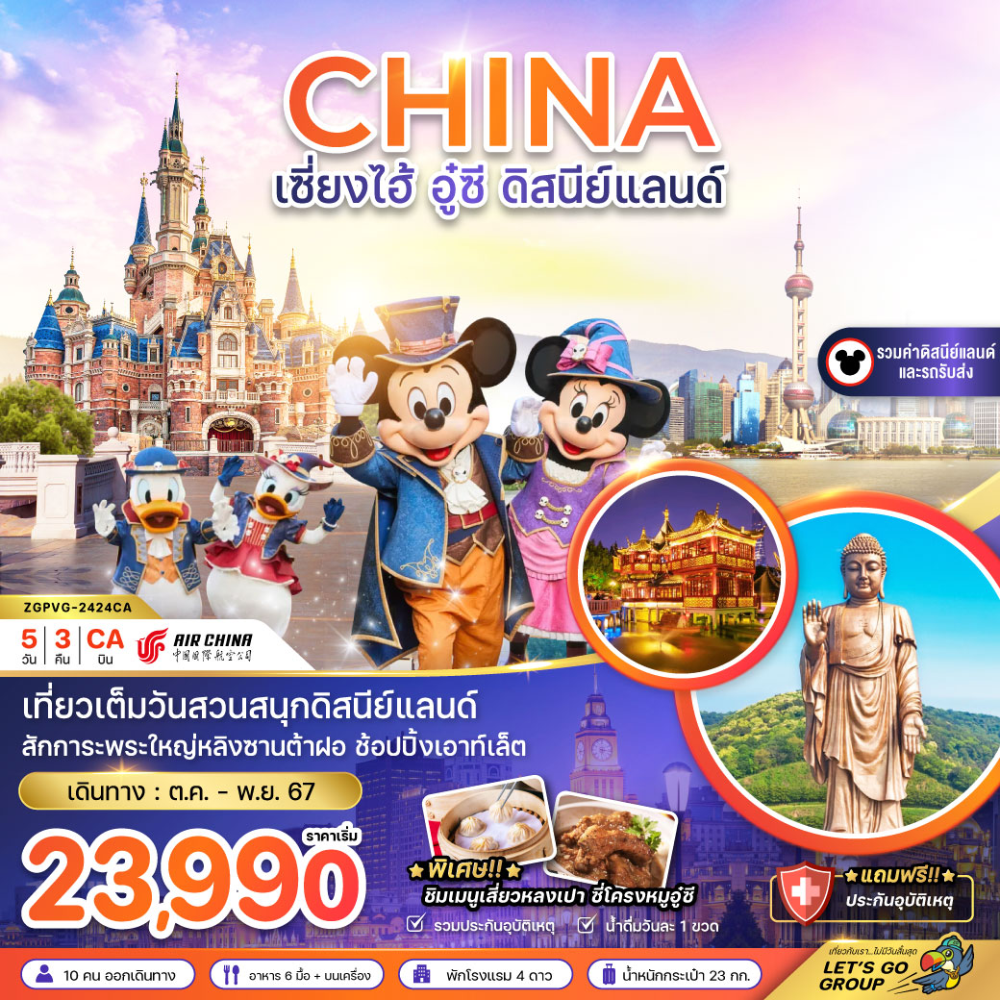 CHINA
เซี่ยงไฮ้ อู๋ซี ดิสนีย์แลนด์
รวมค่าดิสนีย์แลนด์
และรถรับส่ง
ZGPVG-2424CA
5 3 CA
วัน คืน บิน
AIR CHINA
中国国际航空公司
เที่ยวเต็มวันสวนสนุกดิสนีย์แลนด์
สักการะพระใหญ่หลิงซานต้าฝอ ช้อปปิ้งเอาท์เล็ต
เดินทาง : ต.ค. - พ.ย. 67
ราคาเริ่ม
23,990
พิเศษ!!
ชิมเมนูเสี่ยวหลงเปา ซี่โครงหมูอู๋ซี
รวมประกันอุบัติเหตุ น้ำดื่มวันละ 1 ขวด
แถมฟรี!!
ประกันอุบัติเหตุ
10 คน ออกเดินทาง
อาหาร 6 มื้อ + บนเครื่อง
พักโรงแรม 4 ดาว
น้ำหนักกระเป๋า 23 กก.
เที่ยวกับเรา...ไม่มีวันสิ้นสุด
LET'S GO
GROUP